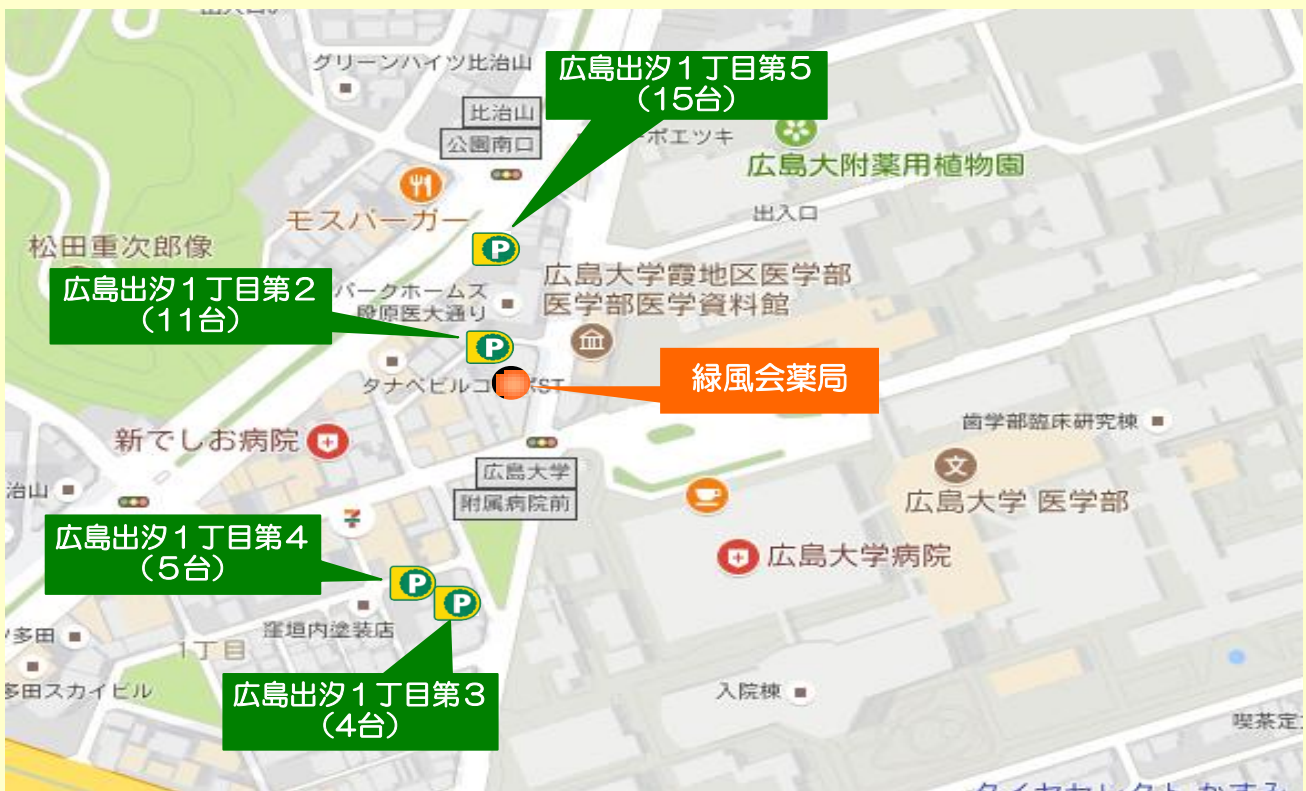 グリーンハイツ比治山
広島出汐１丁目第５
（15台）
比治山
公園南口
ーポエツキ
広島大附薬用植物園
モスバーガー
出入口
松田重次郎像
広島出汐１丁目第２
（11台）
パークホームズ
段原医大通り
広島大学霞地区医学部
医学部医学資料館
緑風会薬局
タナベビルコ
ST
歯学部臨床研究棟
新でしお病院
広島大学
附属病院前
治山
広島大学 医学部
広島出汐１丁目第４
（５台）
広島大学病院
多田
窪垣内塗装店
1丁目
多田スカイビル
広島出汐１丁目第３
（4台）
入院棟
喫茶定